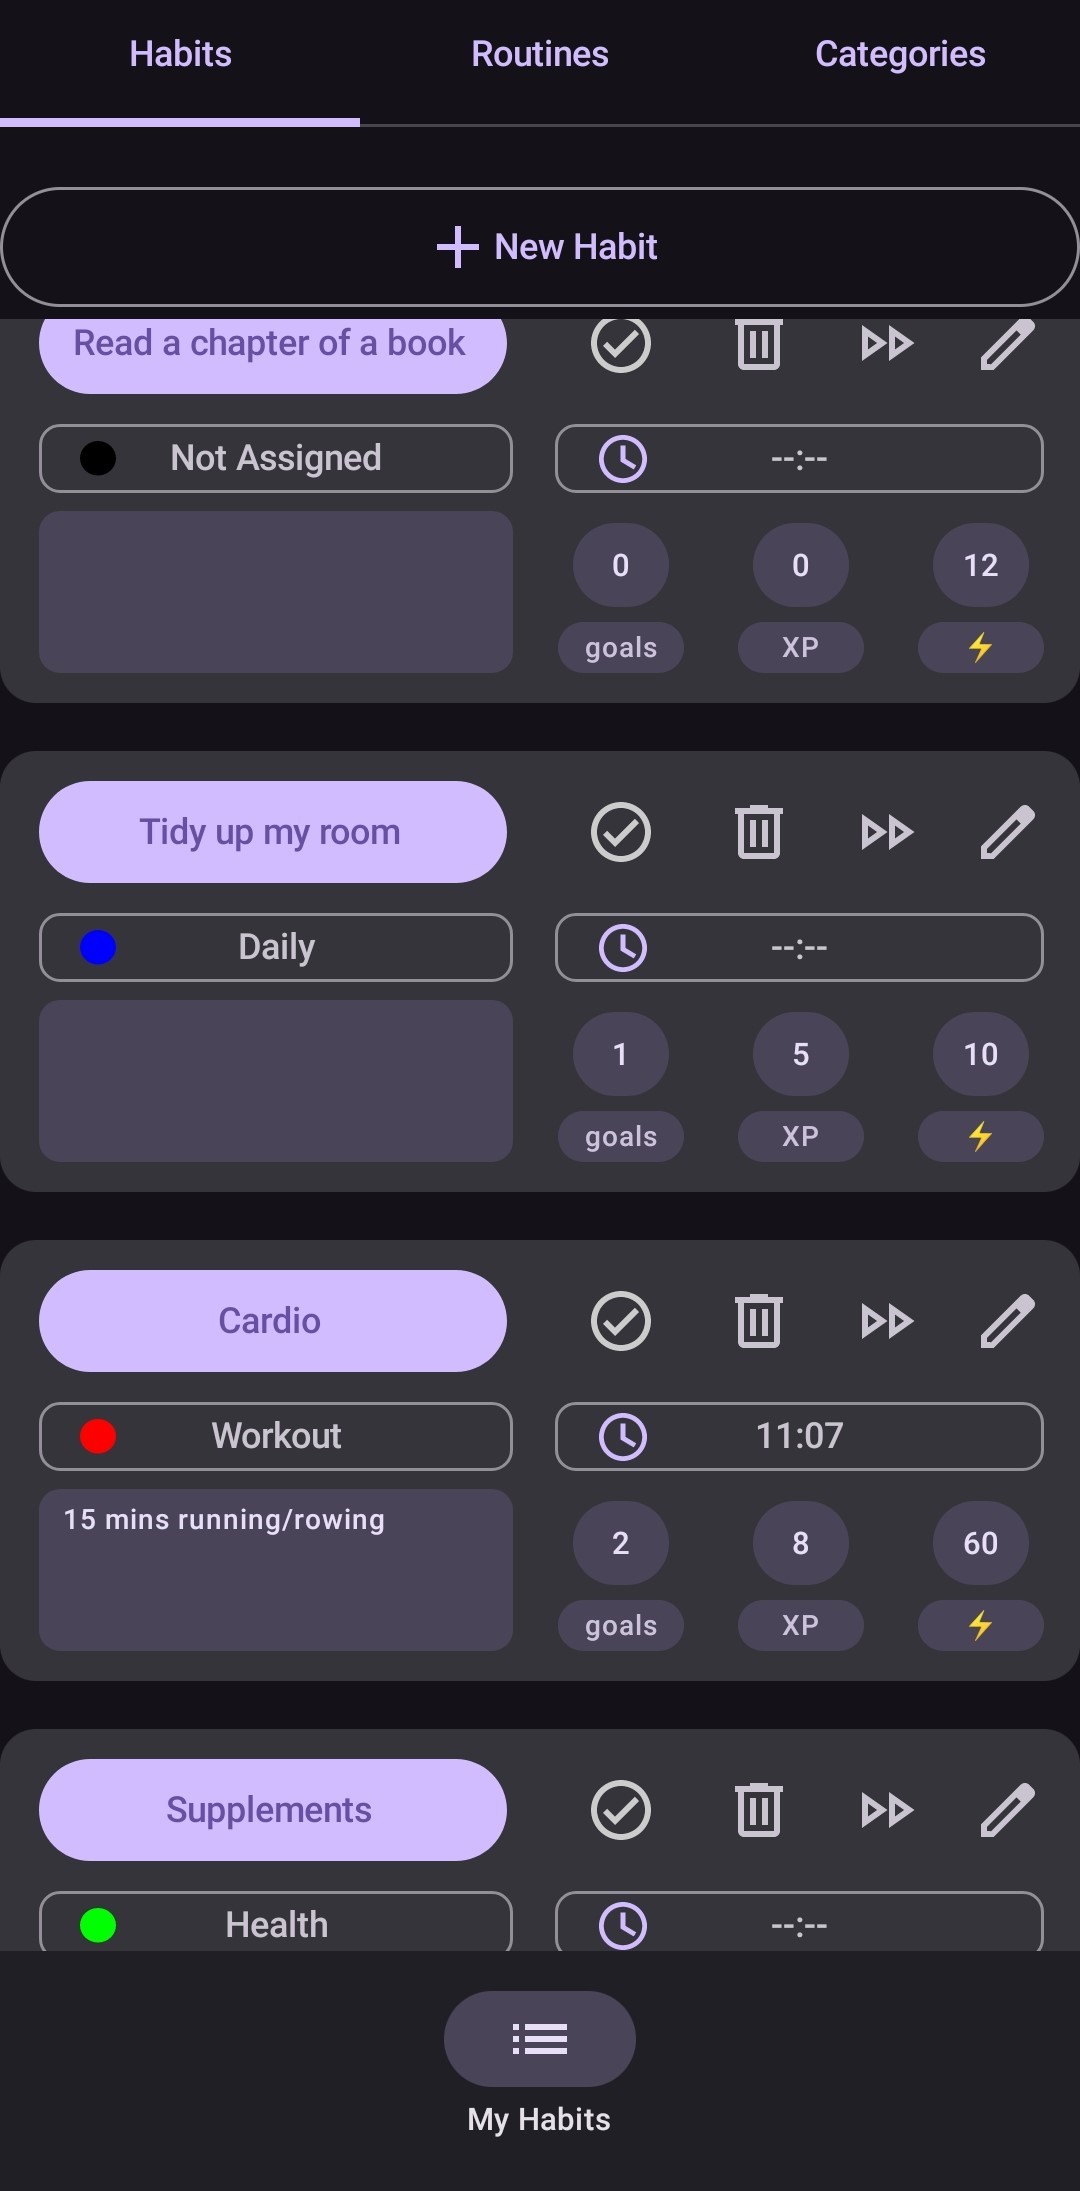 Habits Routines Categories
New Habit
Read a chapter of a book
Not Assigned --:--
0 0 12
goals XP ⚡
Tidy up my room
Daily --:--
1 5 10
goals XP ⚡
Cardio
Workout 11:07
15 mins running/rowing
2 8 60
goals XP ⚡
Supplements
Health --:--
My Habits